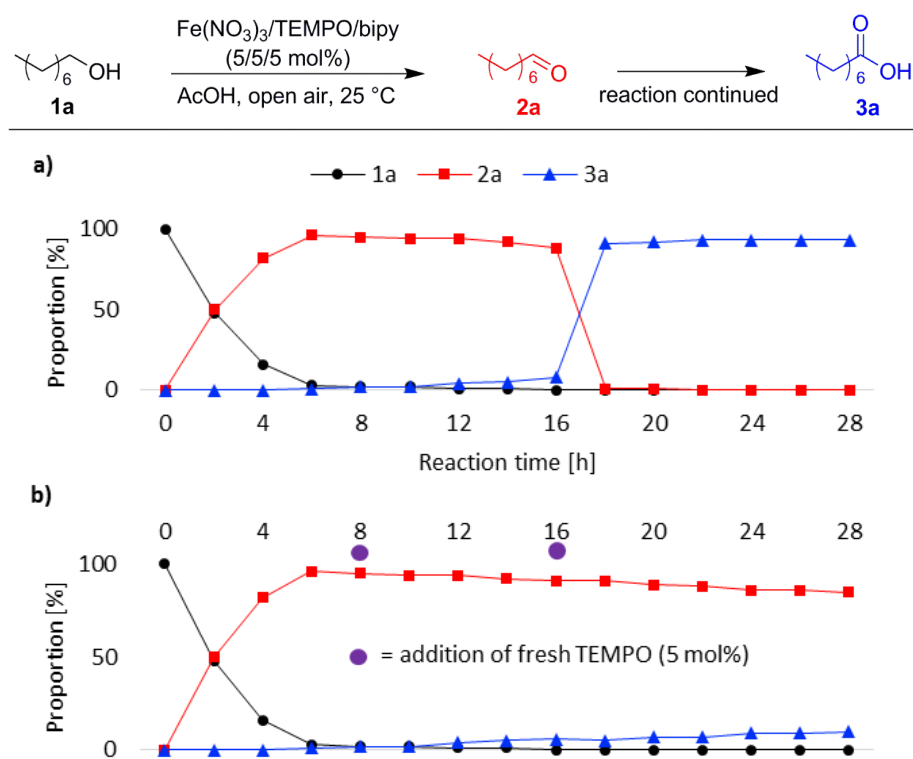 Fe(NO3)3/TEMPO/bipy
(5/5/5 mol%)
AcOH, open air, 25 °C
reaction continued
6 OH
6 O
O
6 OH
1a 2a 3a
a)
1a 2a 3a
Proportion [%]
100
50
0
0 4 8 12 16 20 24 28
Reaction time [h]
b)
0 4 8 12 16 20 24 28
Proportion [%]
100
50
0
= addition of fresh TEMPO (5 mol%)